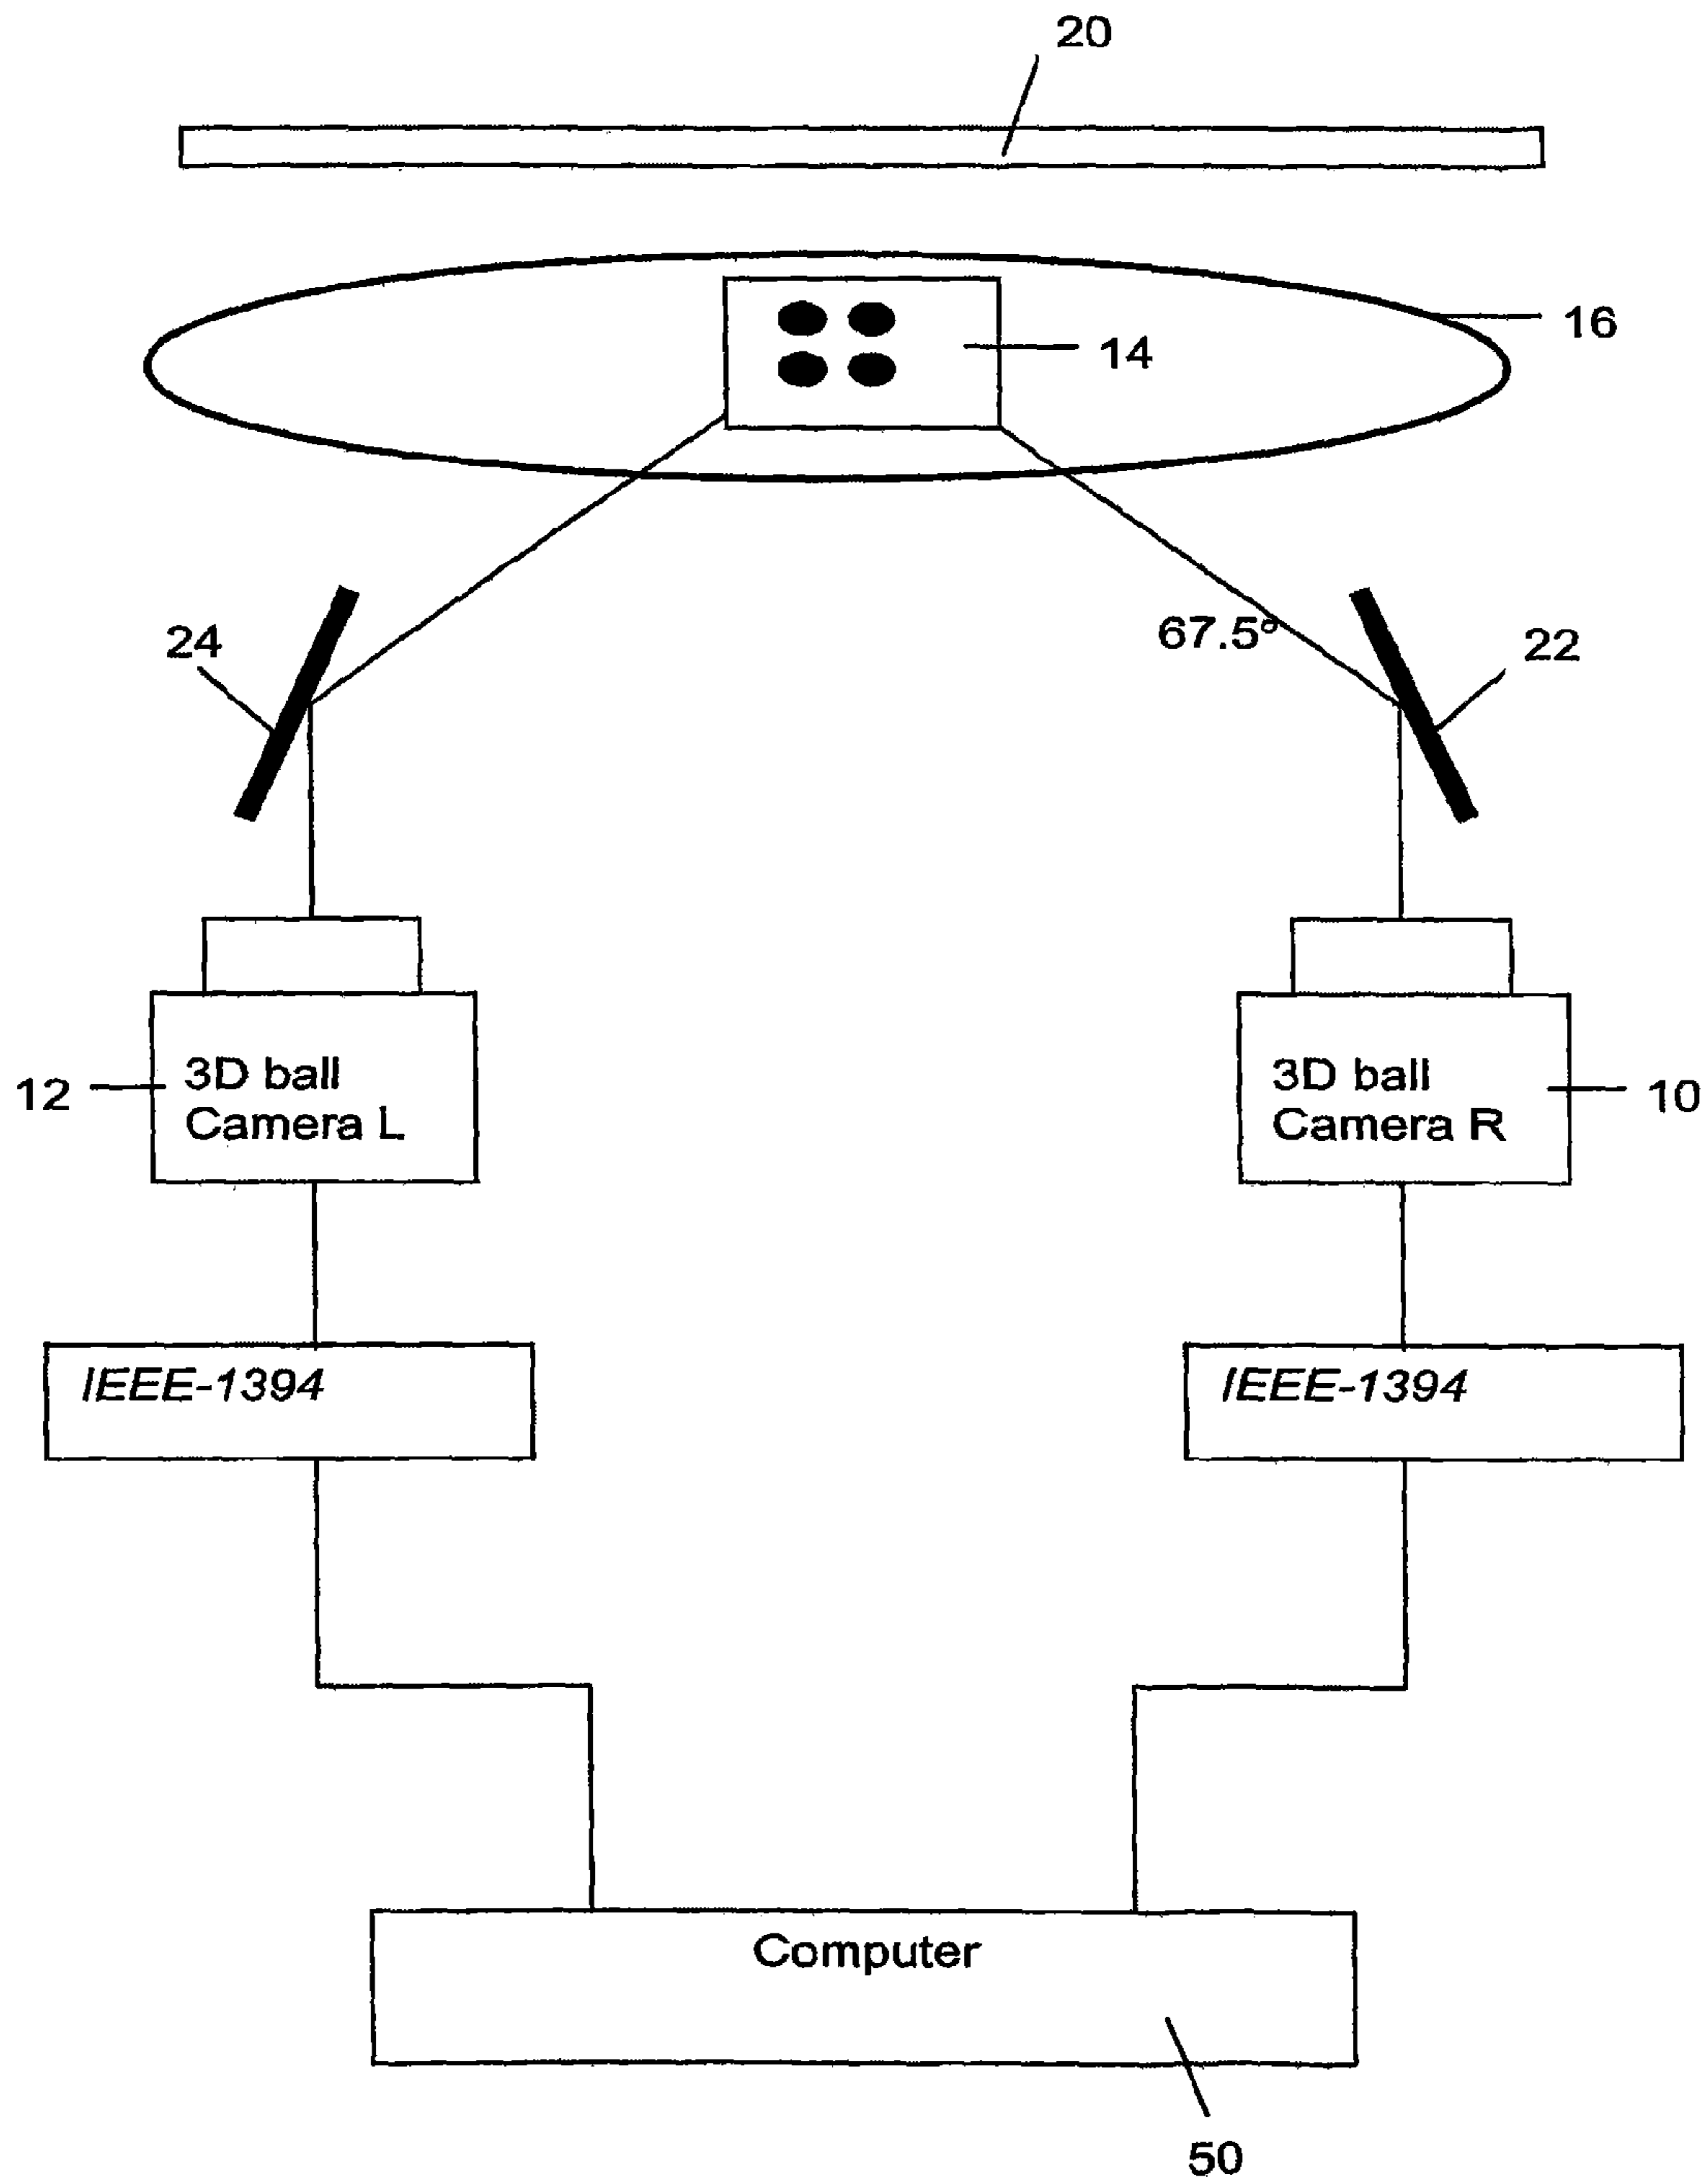 20
16
14
67.5°
24
22
3D ball
Camera L
12
3D ball
Camera R
10
IEEE-1394
IEEE-1394
Computer
50